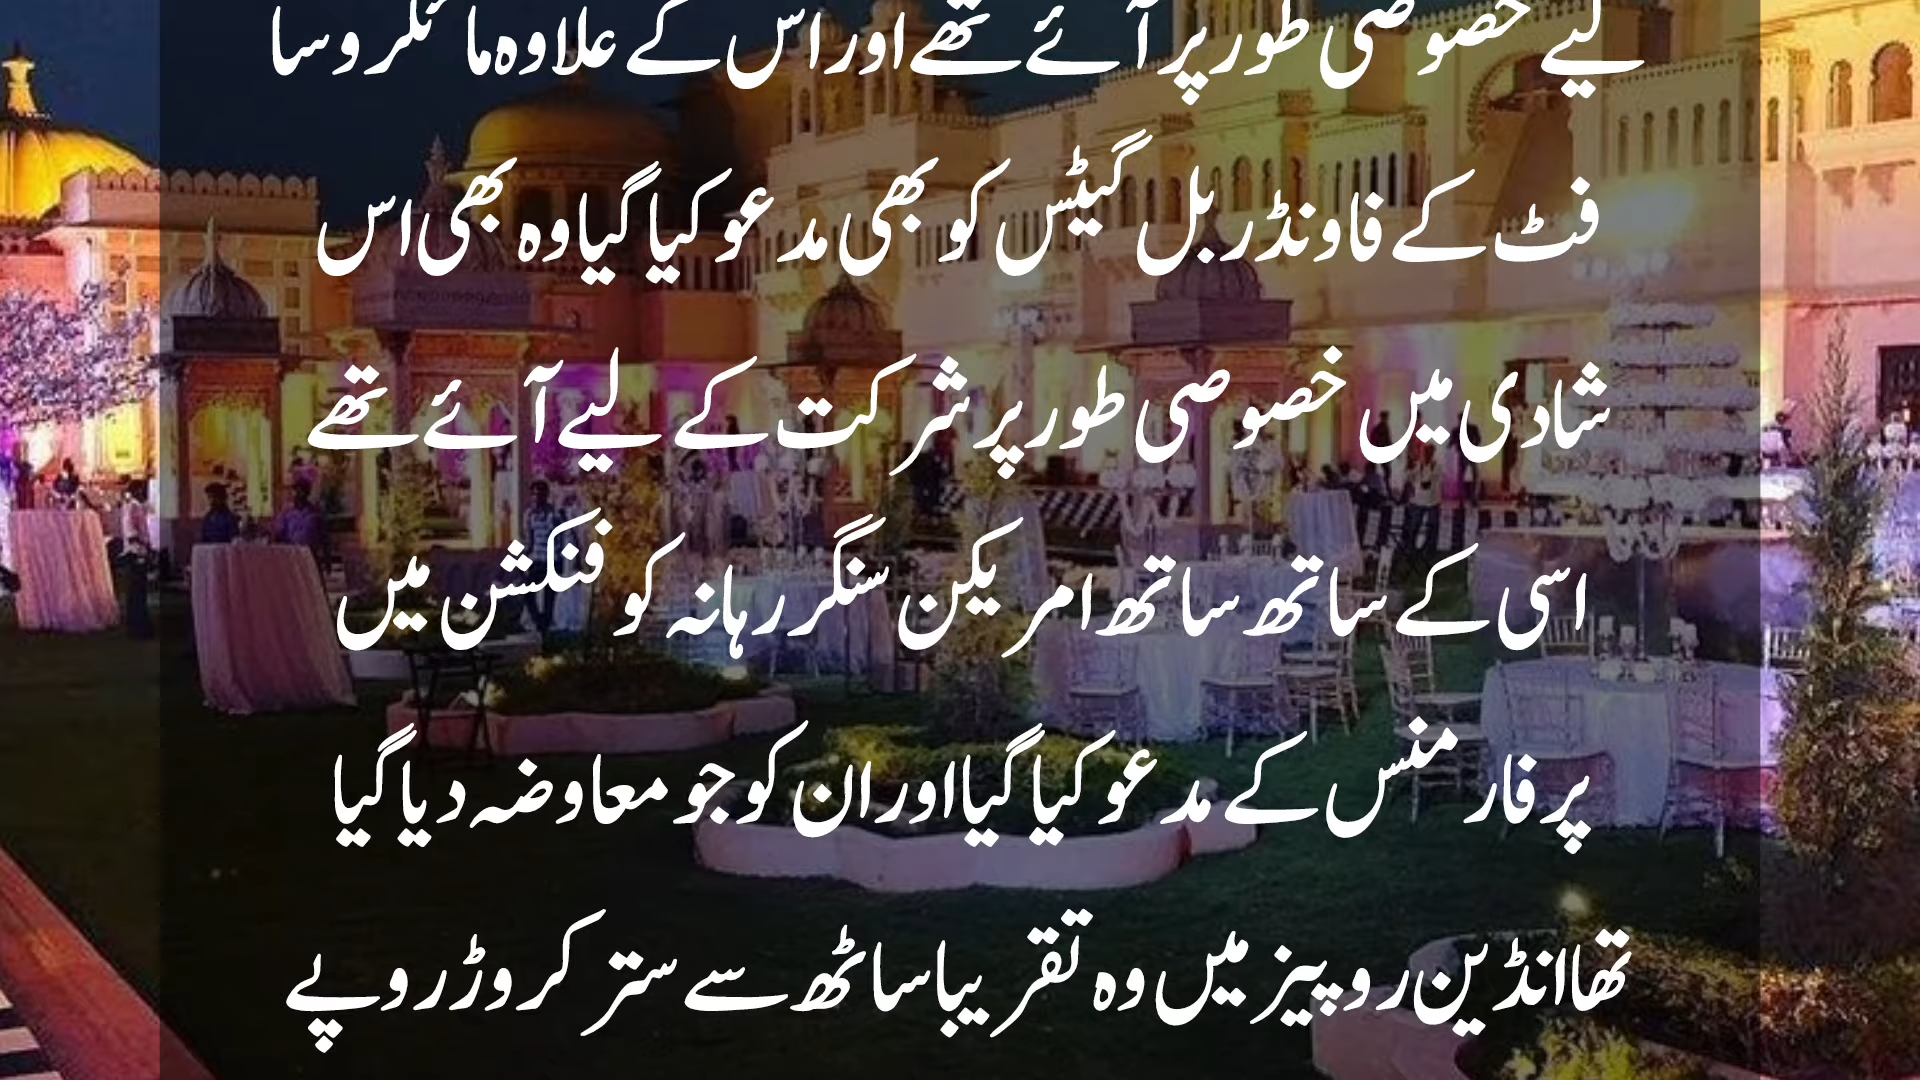 لیے خصوصی طور پر آئے تھے اور اس کے علاوہ مائکروسا
فٹ کے فاونڈر بل گیٹس کو بھی مدعو کیا گیا وہ بھی اس
شادی میں خصوصی طور پر شرکت کے لیے آئے تھے
اسی کے ساتھ ساتھ امریکن سنگر رہانہ کو فنکشن میں
پرفارمنس کے مدعو کیا گیا اور ان کو جو معاوضہ دیا گیا
تھا انڈین روپیز میں وہ تقریبا ساٹھ سے ستر کروڑ روپے